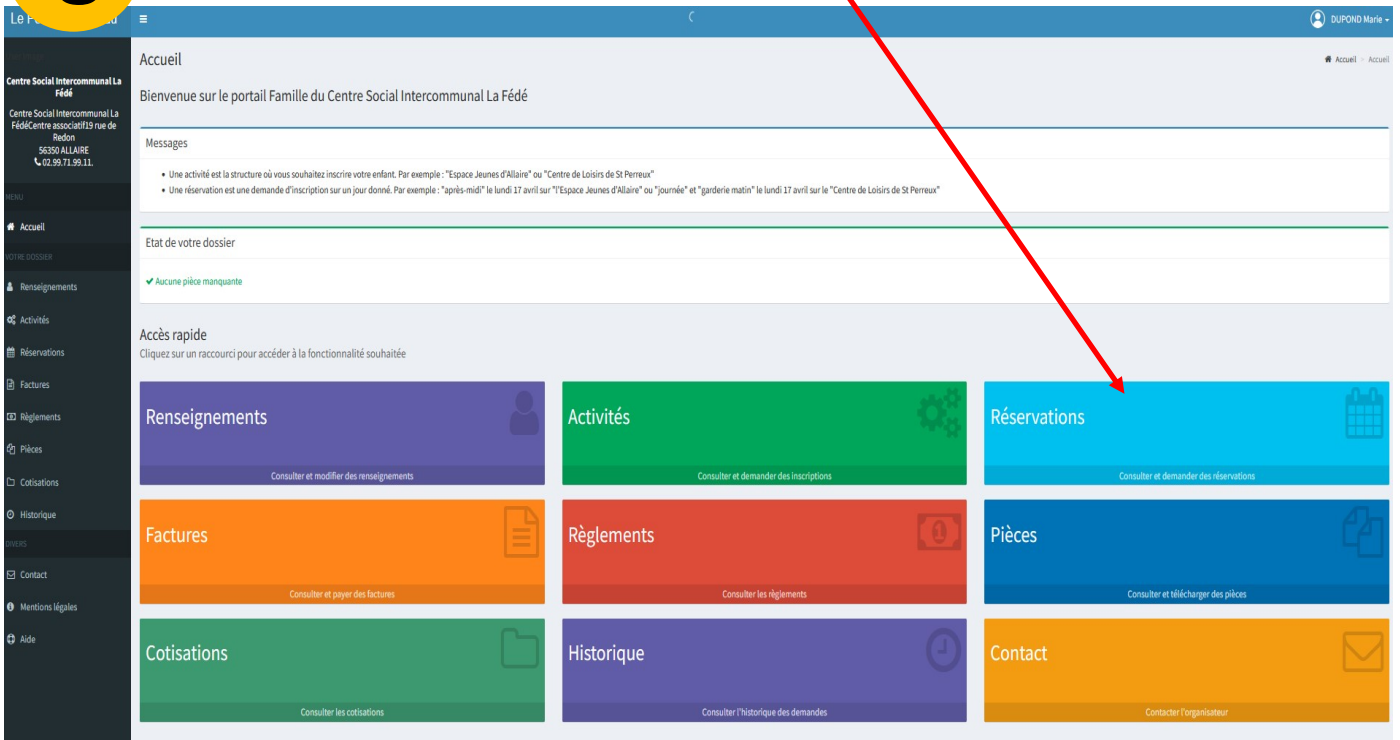 Le P
DUPOND Marie
Centre Social Intercommunal La
Fédé
Centre Social Intercommunal La
FédéCentre associatif19 rue de
Redon
56350 ALLAIRE
02.99.71.99.11.
MENU
Accueil
VOTRE DOSSIER
Renseignements
Activités
Réservations
Factures
Règlements
Pièces
Cotisations
Historique
DIVERS
Contact
Mentions légales
Aide
Accueil
Accueil > Accueil
Bienvenue sur le portail Famille du Centre Social Intercommunal La Fédé
Messages
• Une activité est la structure où vous souhaitez inscrire votre enfant. Par exemple : "Espace Jeunes d'Allaire" ou "Centre de Loisirs de St Perreux"
• Une réservation est une demande d'inscription sur un jour donné. Par exemple : "après-midi" le lundi 17 avril sur "l'Espace Jeunes d'Allaire" ou "journée" et "garderie matin" le lundi 17 avril sur le "Centre de Loisirs de St Perreux"
Etat de votre dossier
✔ Aucune pièce manquante
Accès rapide
Cliquez sur un raccourci pour accéder à la fonctionnalité souhaitée
Renseignements
Consulter et modifier des renseignements
Activités
Consulter et demander des inscriptions
Réservations
Consulter et demander des réservations
Factures
Consulter et payer des factures
Règlements
Consulter les règlements
Pièces
Consulter et télécharger des pièces
Cotisations
Consulter les cotisations
Historique
Consulter l'historique des demandes
Contact
Contacter l'organisateur